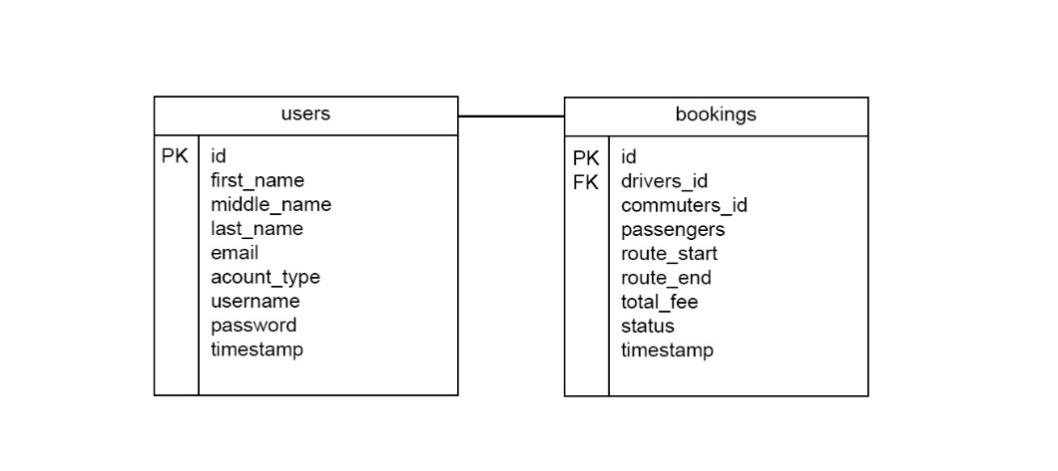 users
PK id
first_name
middle_name
last_name
email
acount_type
username
password
timestamp
bookings
PK id
FK drivers_id
commuters_id
passengers
route_start
route_end
total_fee
status
timestamp